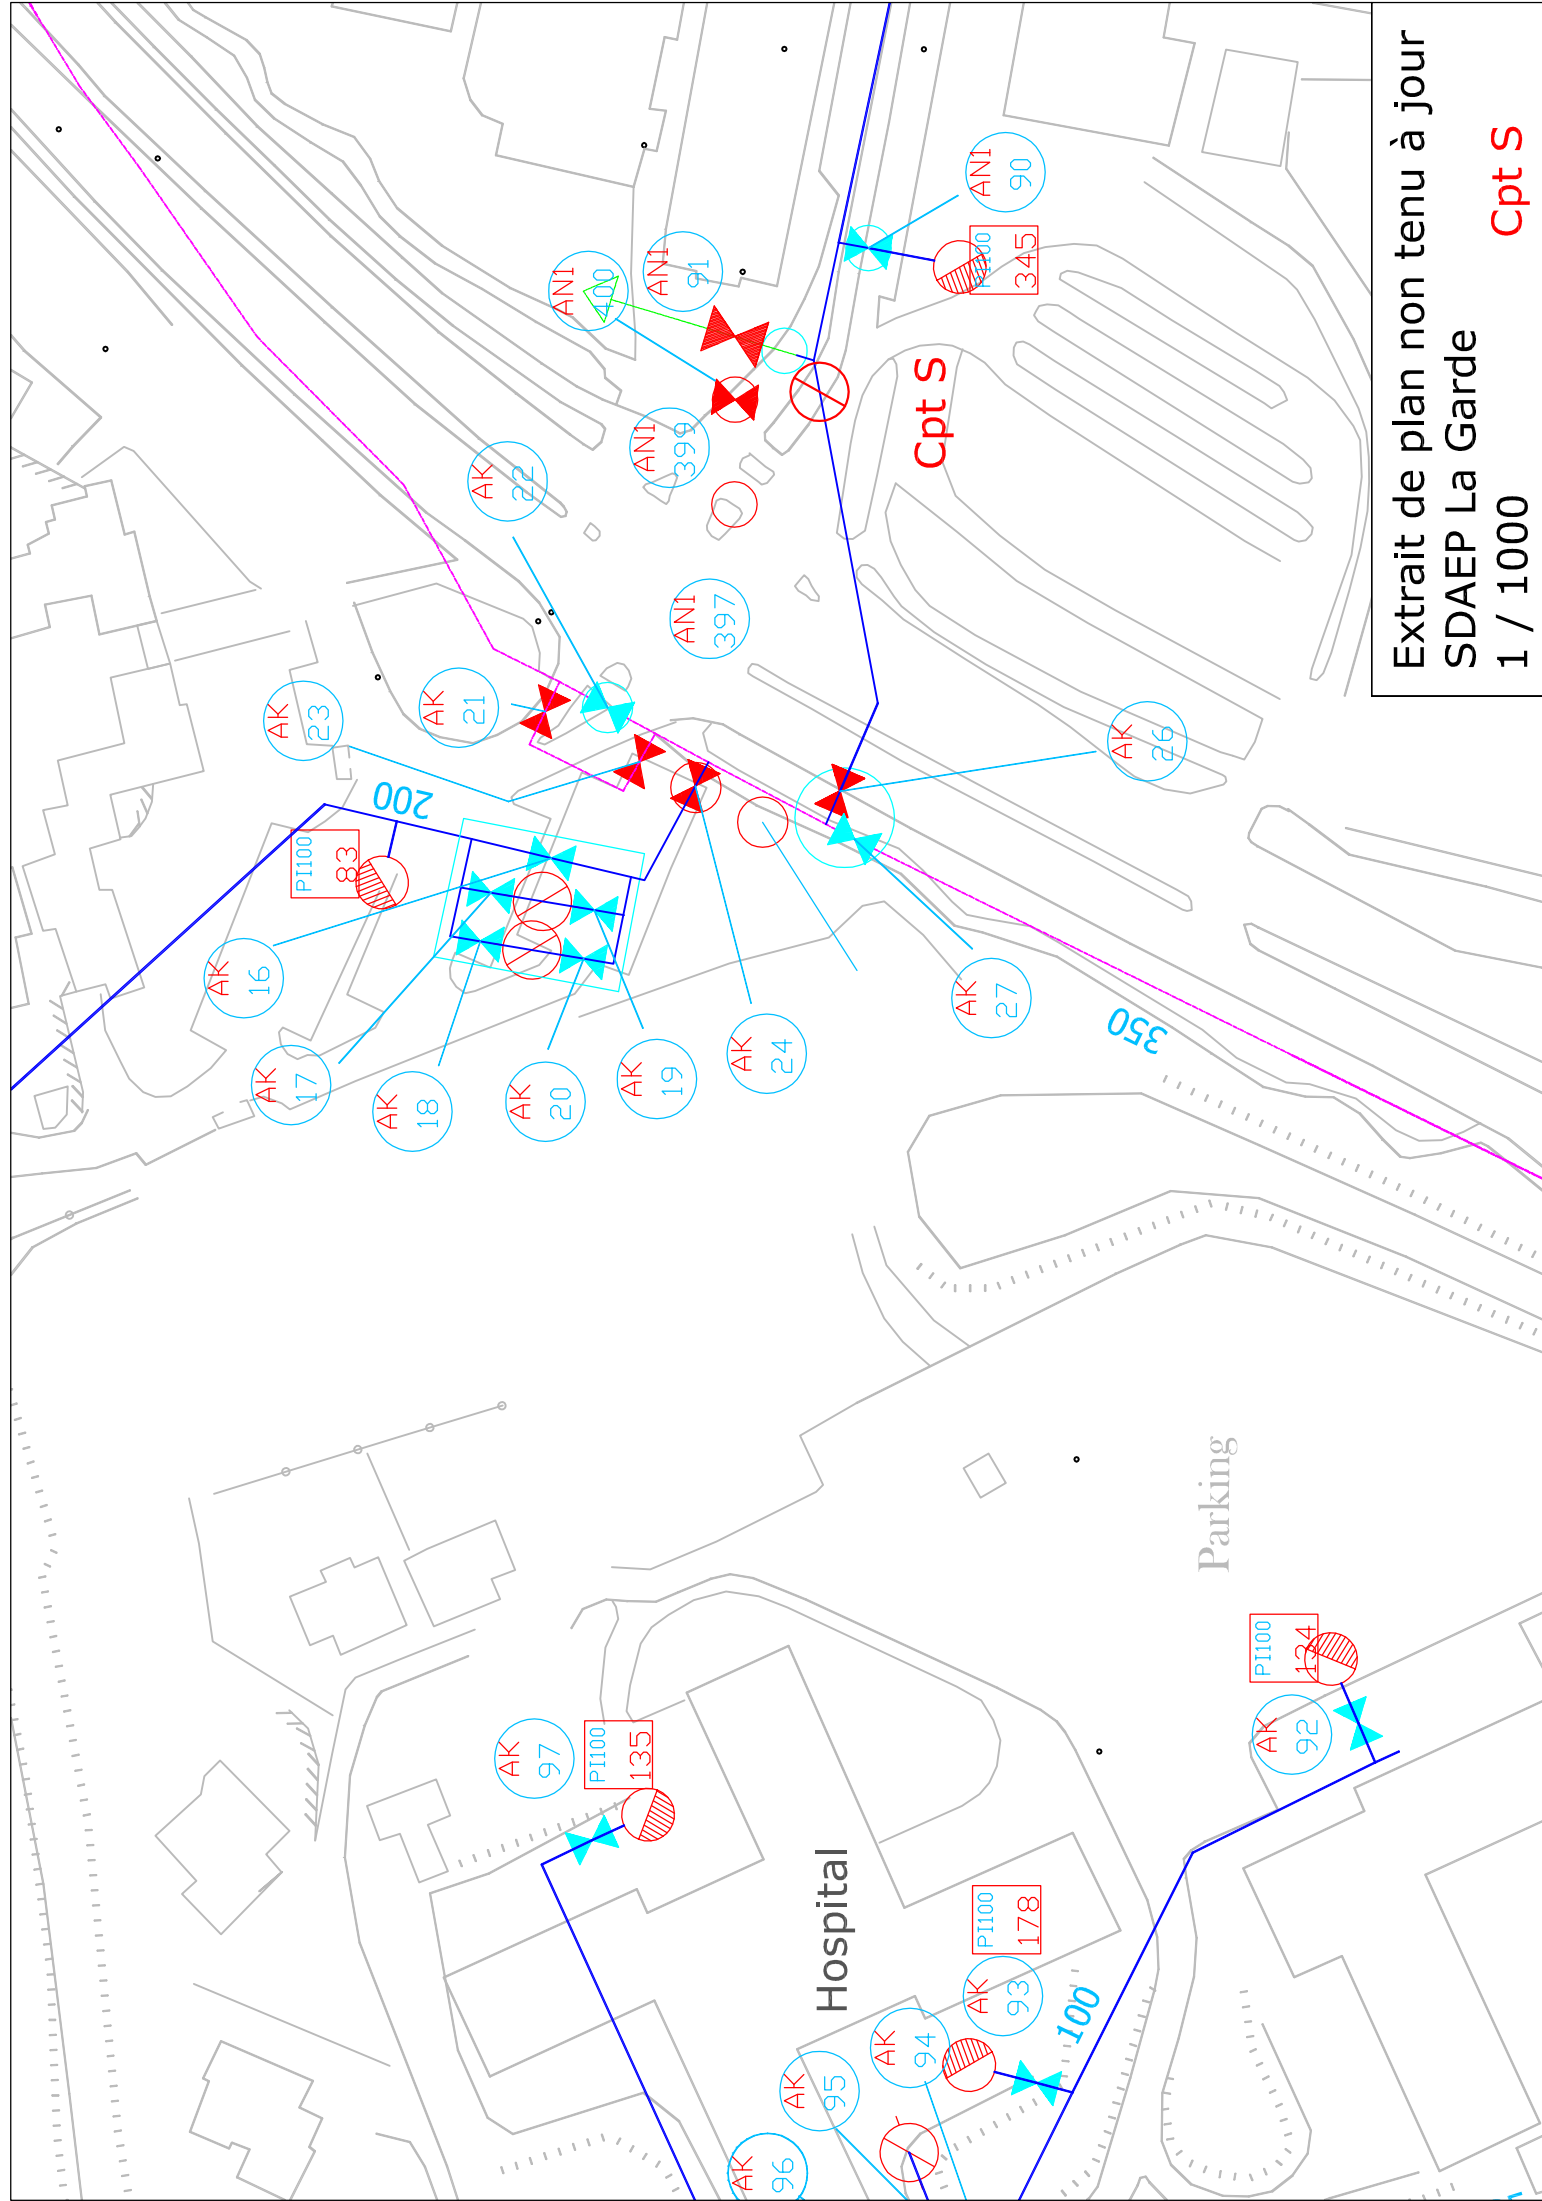 Extrait de plan non tenu à jour
SDAEP La Garde
1 / 1000
Cpt S
Cpt S
AN1
90
PI100
345
AN1
91
AN1
400
AN1
399
AN1
397
AK
22
AK
21
AK
23
200
PI100
83
AK
16
AK
17
AK
18
AK
20
AK
19
AK
24
AK
26
AK
27
350
Parking
PI100
134
AK
92
AK
97
PI100
135
Hospital
PI100
178
AK
93
AK
94
AK
95
AK
96
100